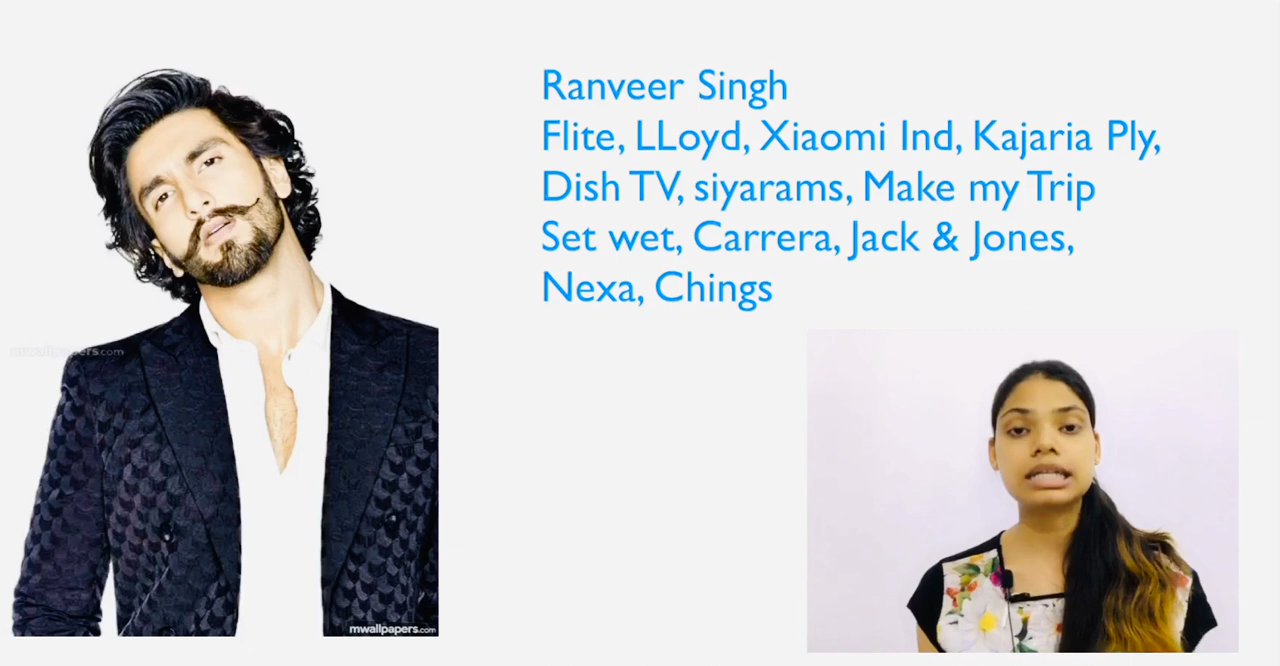 Ranveer Singh
Flite, LLoyd, Xiaomi Ind, Kajaria Ply,
Dish TV, siyarams, Make my Trip
Set wet, Carrera, Jack & Jones,
Nexa, Chings
mwallpapers.com
mwallpapers.com